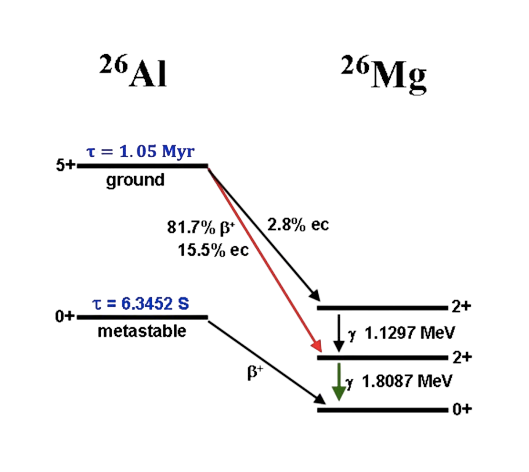 ²⁶Al
²⁶Mg
τ = 1.05 Myr
5+
ground
81.7% β⁺
15.5% ec
2.8% ec
τ = 6.3452 S
0+
metastable
β⁺
2+
γ 1.1297 MeV
2+
γ 1.8087 MeV
0+